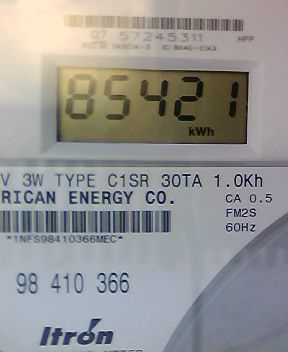 07 57245311
85421
kWh
V 3W TYPE C1SR 30TA 1.0Kh
RICAN ENERGY CO.
CA 0.5
FM2S
60Hz
*1NFS98410366MEC*
98 410 366
Itrón